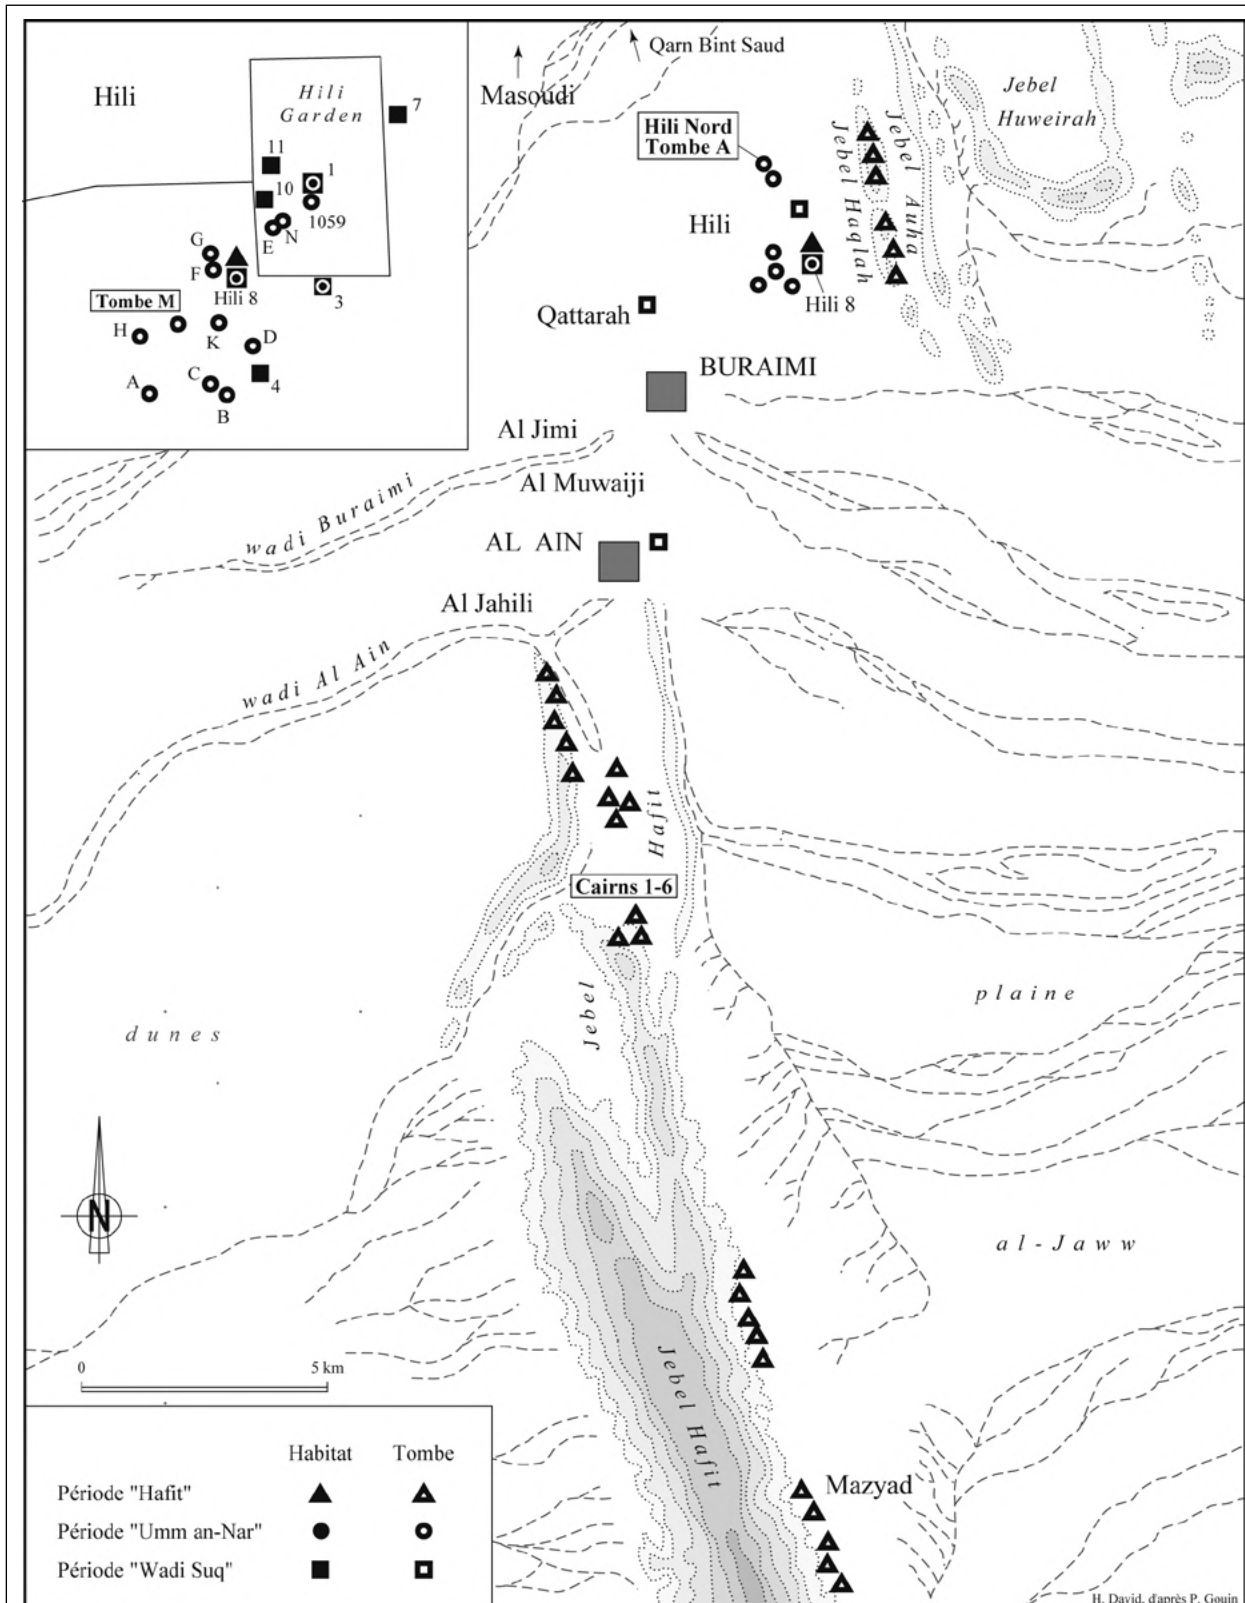 Hili
Hili
Garden
7
11
1
10
1059
N
E
G
F
Hili 8
3
Tombe M
H
K
D
A
C
4
B
Masoudi
Qarn Bint Saud
Hili Nord
Tombe A
Hili
Hili 8
Qattarah
Jebel Haqlah
Jebel Auha
Jebel
Huweirah
BURAIMI
Al Jimi
wadi Buraimi
Al Muwaiji
AL AIN
Al Jahili
wadi Al Ain
Hafit
Cairns 1-6
Jebel
dunes
plaine
al-Jaww
N
0 5 km
Jebel Hafit
Mazyad
Habitat Tombe
Période "Hafit"
Période "Umm an-Nar"
Période "Wadi Suq"
H. David, d'après P. Gouin